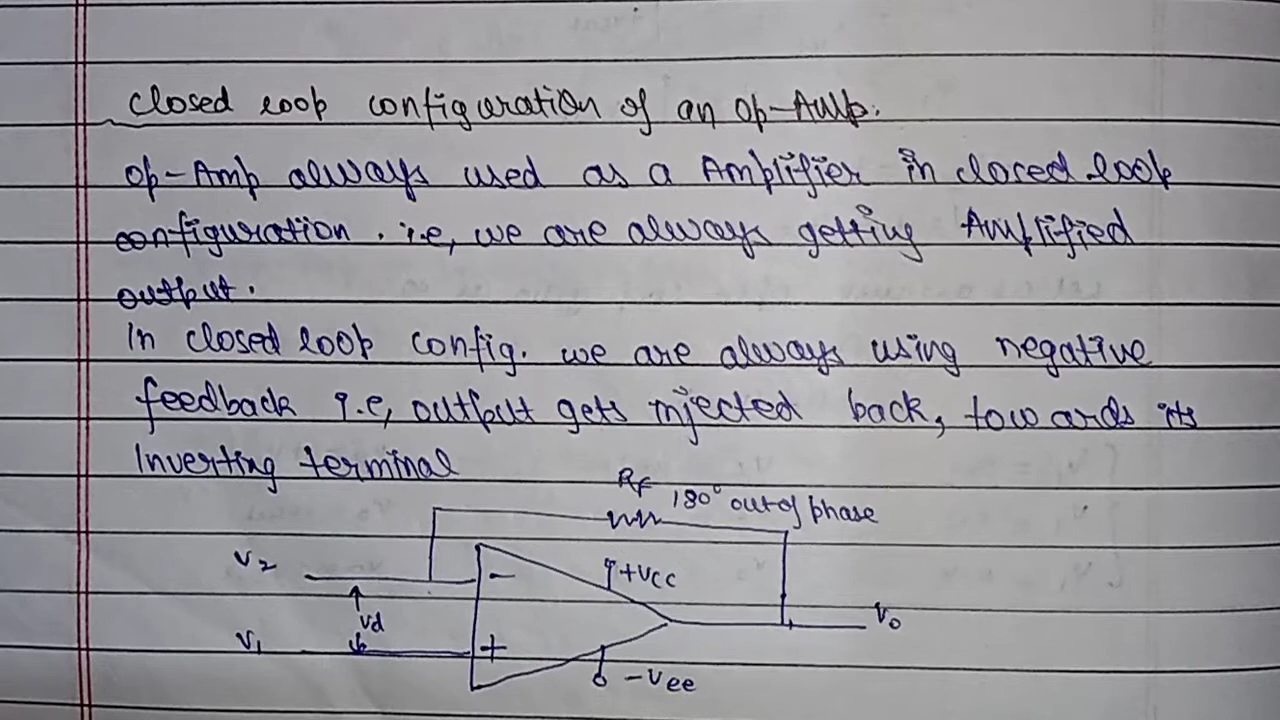 Closed loop configuration of an Op-Amp.
Op-Amp always used as a Amplifier in closed loop
configuration. i.e, we are always getting Amplified
output.
In closed loop config. we are always using negative
feedback i.e, output gets injected back, towards its
Inverting terminal
Rf 180° out of phase
V2
-
+Vcc
Vd
Vo
V1
+
-Vee